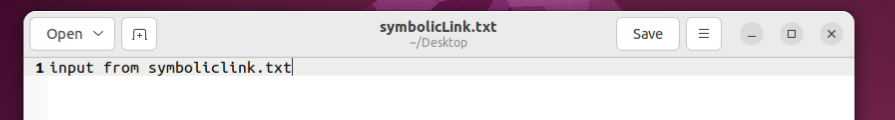 Open
symbolicLink.txt
~/Desktop
Save
1 input from symboliclink.txt